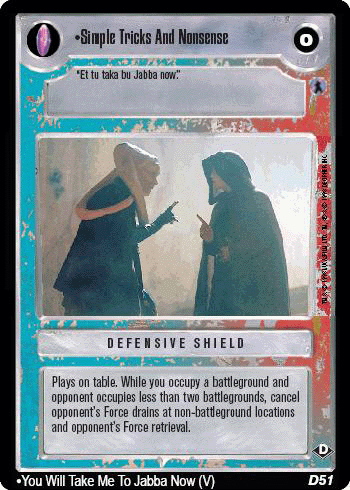 •Simple Tricks And Nonsense
0
"Et tu taka bu Jabba now."
DEFENSIVE SHIELD
Plays on table. While you occupy a battleground and
opponent occupies less than two battlegrounds, cancel
opponent's Force drains at non-battleground locations
and opponent's Force retrieval.
D
•You Will Take Me To Jabba Now (V)
D51